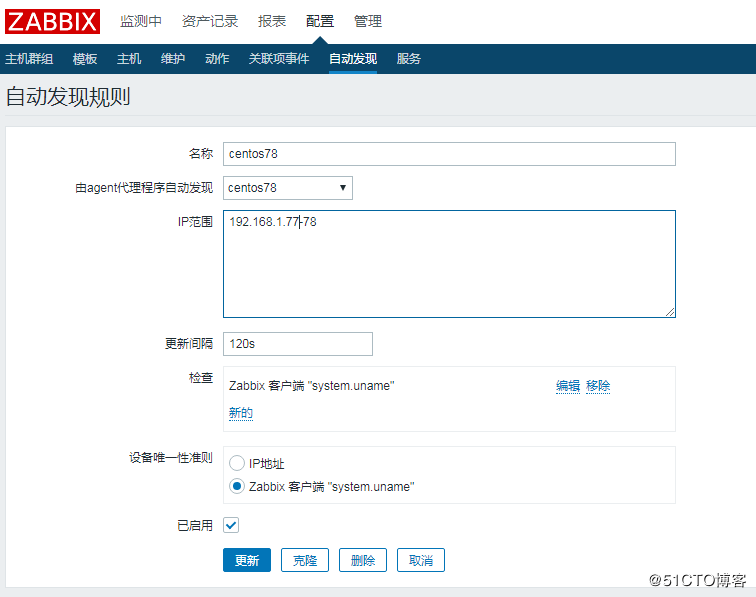 ZABBIX 监测中 资产记录 报表 配置 管理
主机群组 模板 主机 维护 动作 关联项事件 自动发现 服务
自动发现规则
名称 centos78
由agent代理程序自动发现 centos78
IP范围 192.168.1.77-78
更新间隔 120s
检查 Zabbix 客户端 "system.uname" 编辑 移除
新的
设备唯一性准则 IP地址
Zabbix 客户端 "system.uname"
已启用
更新 克隆 删除 取消
@51CTO博客